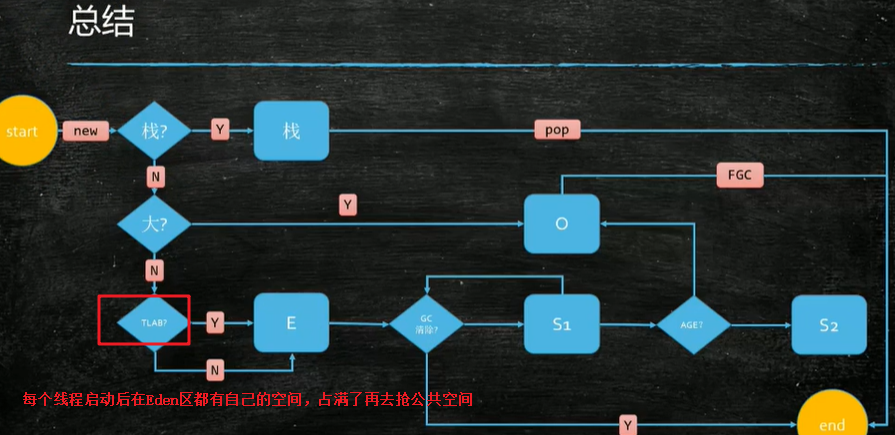 总结
start
new
栈?
Y
栈
pop
N
FGC
大?
Y
O
N
TLAB?
Y
E
GC
清除?
S1
AGE?
S2
N
每个线程启动后在Eden区都有自己的空间，占满了再去抢公共空间
Y
end